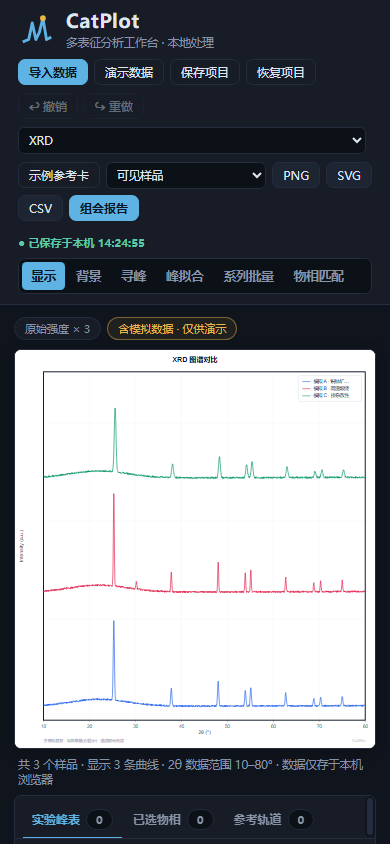 CatPlot
多表征分析工作台 · 本地处理
导入数据
演示数据
保存项目
恢复项目
↩ 撤销
↪ 重做
XRD
示例参考卡
可见样品
PNG
SVG
CSV
组会报告
● 已保存于本机 14:24:55
显示
背景
寻峰
峰拟合
系列批量
物相匹配
原始强度 × 3
含模拟数据 · 仅供演示
XRD 图谱对比
Intensity (a.u.)
10 20 30 40 50 60 70 80
2θ (°)
CatPlot
共 3 个样品 · 显示 3 条曲线 · 2θ 数据范围 10–80° · 数据仅存于本机
浏览器
实验峰表 0
已选物相 0
参考轨道 0